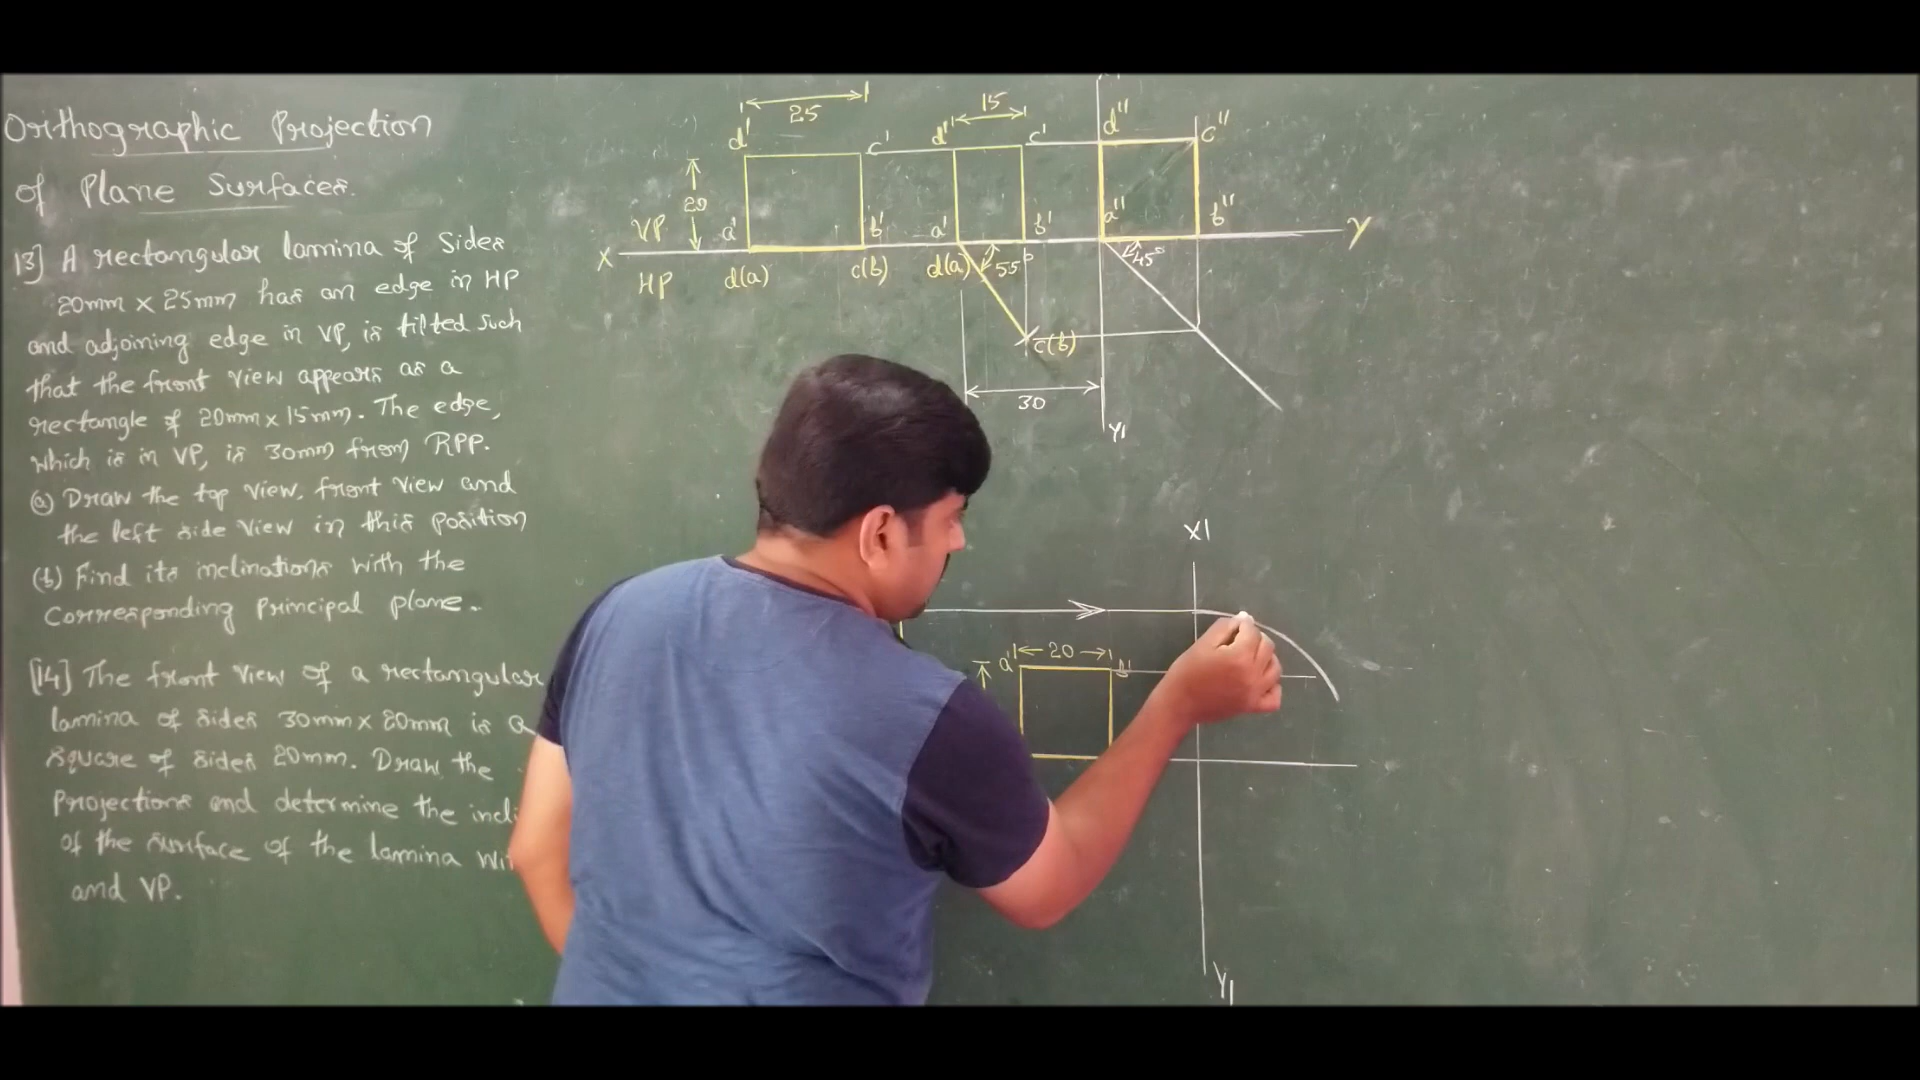 Orthographic Projection
of Plane Surfaces.
13] A rectangular lamina of sides
20mm x 25mm has an edge in HP
and adjoining edge in VP, is tilted such
that the front view appears as a
rectangle of 20mm x 15mm. The edge,
which is in VP, is 30mm from RPP.
(a) Draw the top view, front view and
the left side view in this position
(b) Find its inclinations with the
corresponding principal plane.
[14] The front view of a rectangular
lamina of sides 30mm x 20mm is a
square of sides 20mm. Draw the
projections and determine the incli
of the surface of the lamina wi
and VP.
25
15
d' c' d' c' d" c"
20
VP a' b' a' b' a" b"
X Y
HP d(a) c(b) d(a) 55° 45°
c(b)
30
Y1
X1
a' 20 b'
Y1